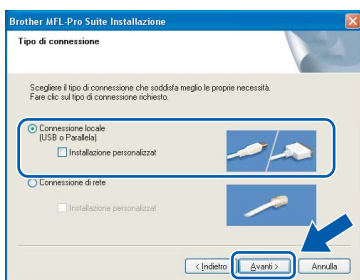 Brother MFL-Pro Suite Installazione
Tipo di connessione
Scegliere il tipo di connessione che soddisfa meglio le proprie necessità.
Fare clic sul tipo di connessione richiesto.
Connessione locale
(USB o Parallela)
Installazione personalizzat
Connessione di rete
Installazione personalizzat
< Indietro
Avanti >
Annulla